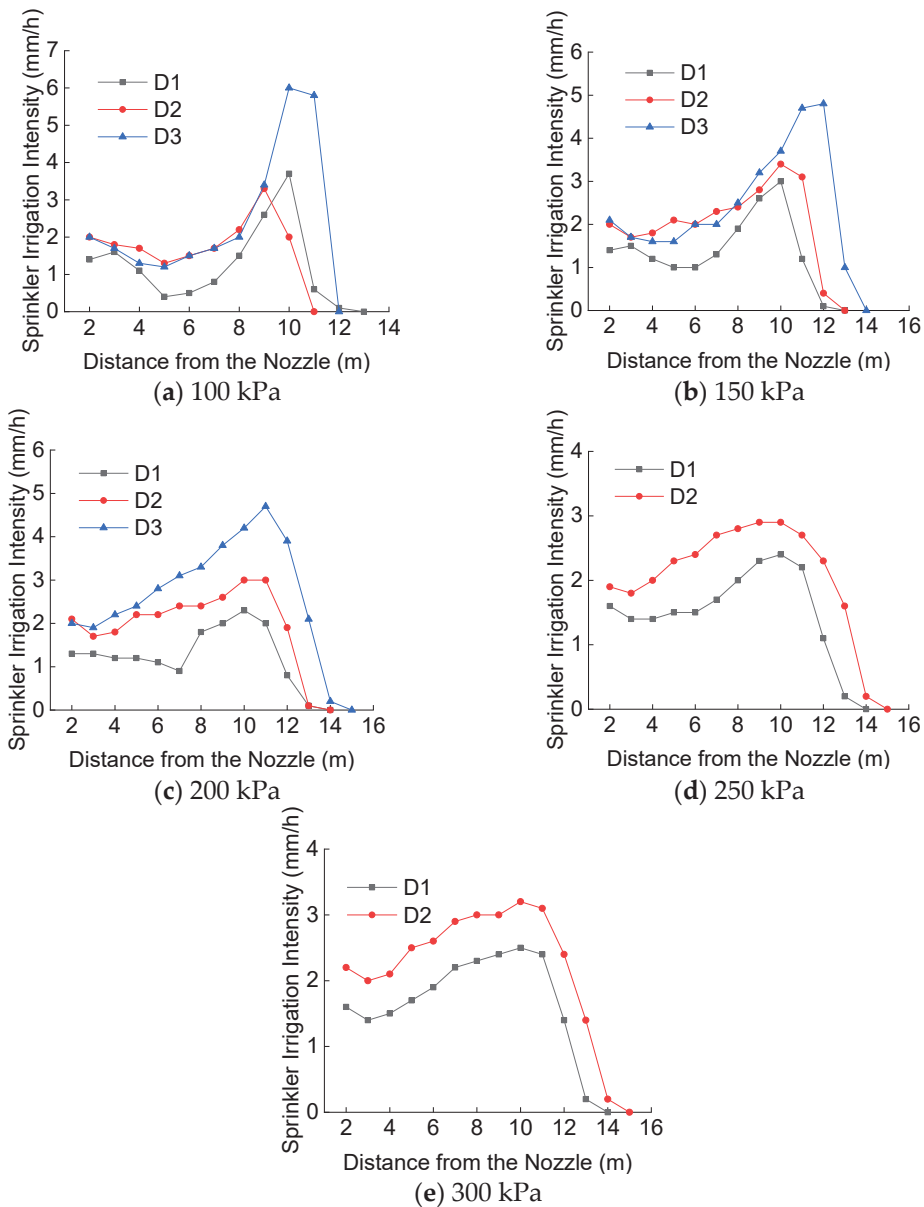 Sprinkler Irrigation Intensity (mm/h)
7
6
5
4
3
2
1
0
D1
D2
D3
2 4 6 8 10 12 14
Distance from the Nozzle (m)
(a) 100 kPa
Sprinkler Irrigation Intensity (mm/h)
6
5
4
3
2
1
0
D1
D2
D3
2 4 6 8 10 12 14 16
Distance from the Nozzle (m)
(b) 150 kPa
Sprinkler Irrigation Intensity (mm/h)
6
5
4
3
2
1
0
D1
D2
D3
2 4 6 8 10 12 14 16
Distance from the Nozzle (m)
(c) 200 kPa
Sprinkler Irrigation Intensity (mm/h)
4
3
2
1
0
D1
D2
2 4 6 8 10 12 14 16
Distance from the Nozzle (m)
(d) 250 kPa
Sprinkler Irrigation Intensity (mm/h)
4
3
2
1
0
D1
D2
2 4 6 8 10 12 14 16
Distance from the Nozzle (m)
(e) 300 kPa